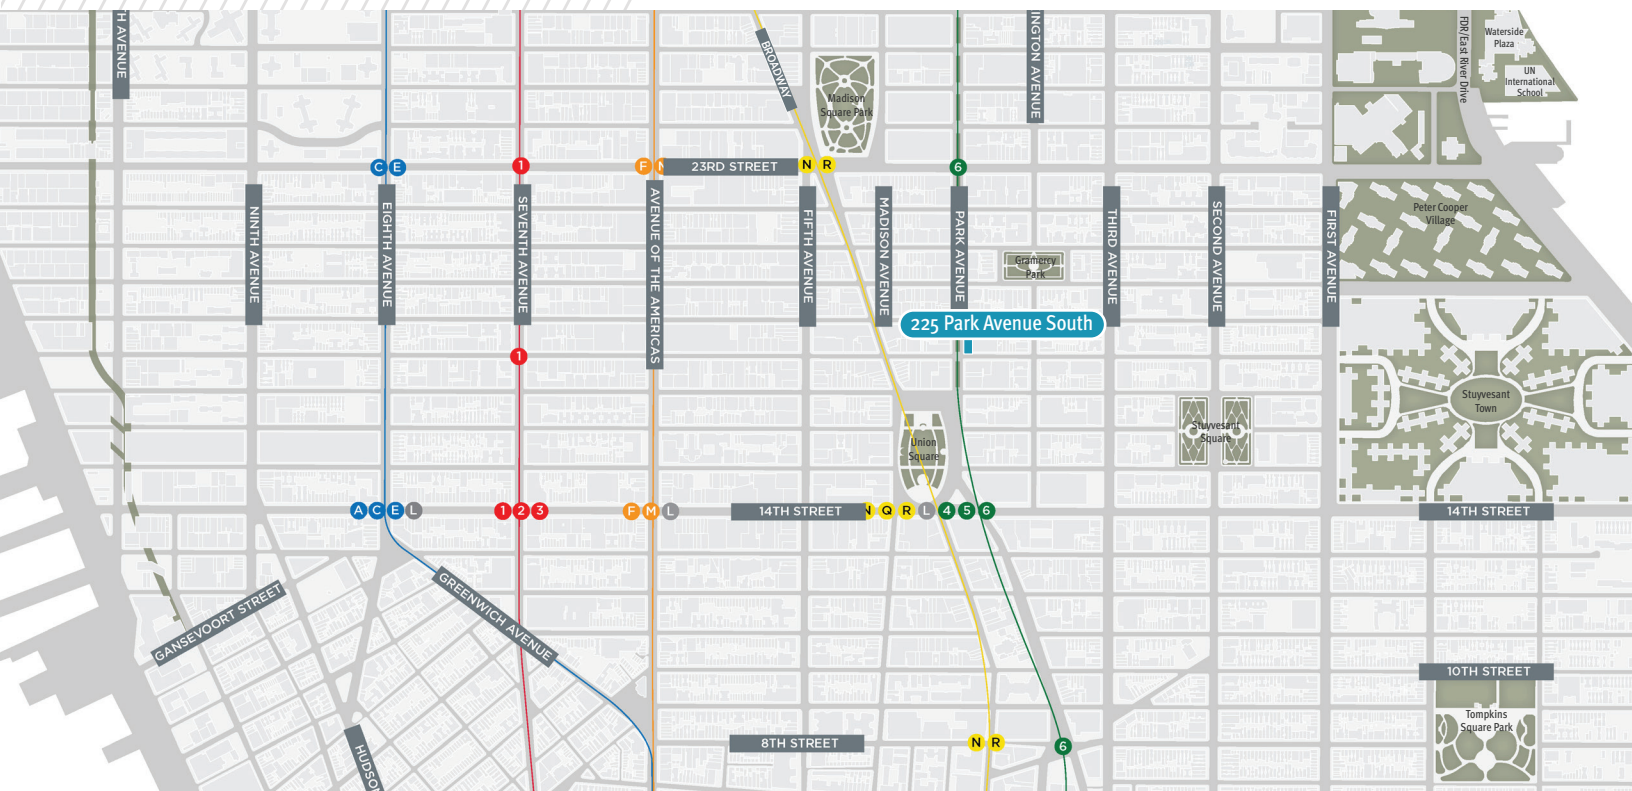 H AVENUE
BROADWAY
INGTON AVENUE
FDR/East River Drive
Waterside
Plaza
UN
International
School
Madison
Square Park
C E
1
F
23RD STREET
N R
6
NINTH AVENUE
EIGHTH AVENUE
SEVENTH AVENUE
AVENUE OF THE AMERICAS
FIFTH AVENUE
MADISON AVENUE
PARK AVENUE
THIRD AVENUE
SECOND AVENUE
FIRST AVENUE
Peter Cooper
Village
Gramercy
Park
225 Park Avenue South
1
Stuyvesant
Town
Stuyvesant
Square
Union
Square
A C E L
1 2 3
F M L
14TH STREET
N Q R L 4 5 6
14TH STREET
GREENWICH AVENUE
GANSEVOORT STREET
10TH STREET
Tompkins
Square Park
8TH STREET
N R
6
HUDSO